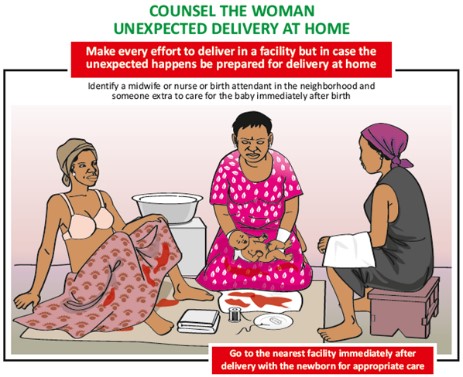 COUNSEL THE WOMAN
UNEXPECTED DELIVERY AT HOME
Make every effort to deliver in a facility but in case the
unexpected happens be prepared for delivery at home
Identify a midwife or nurse or birth attendant in the neighborhood and
someone extra to care for the baby immediately after birth
Go to the nearest facility immediately after
delivery with the newborn for appropriate care